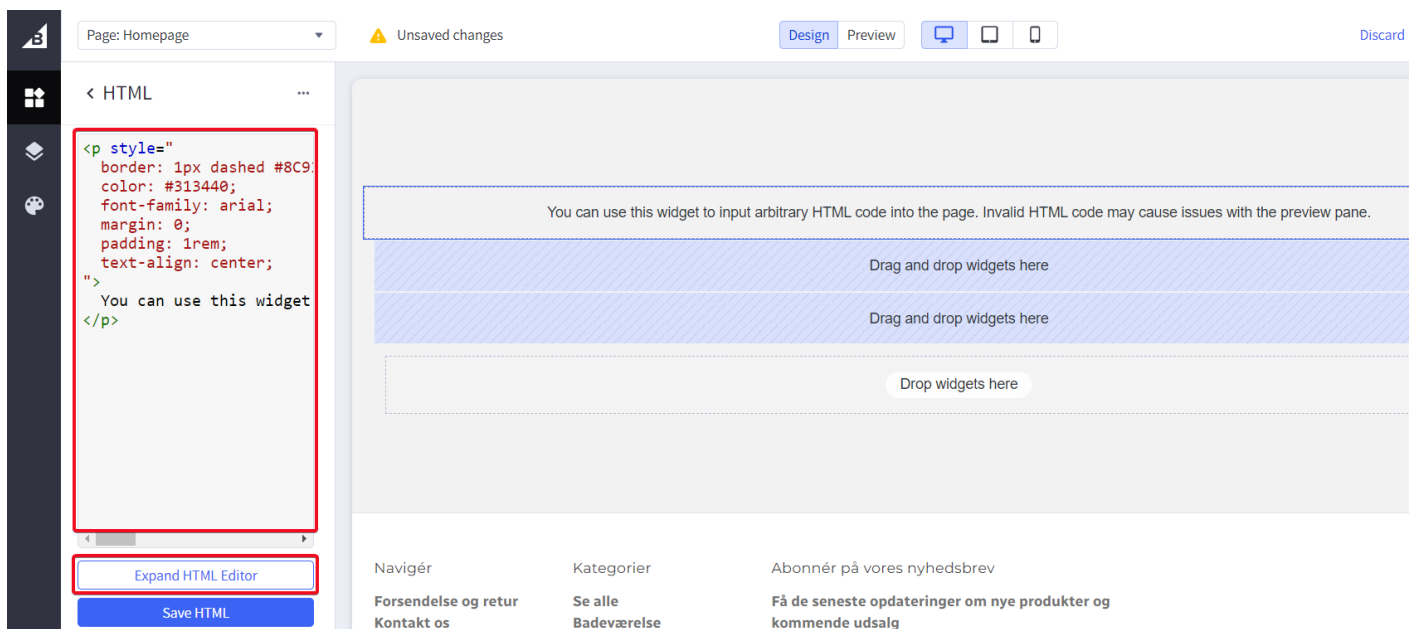 Page: Homepage
Unsaved changes
Design
Preview
Discard
HTML
<p style="
border: 1px dashed #8C9
color: #313440;
font-family: arial;
margin: 0;
padding: 1rem;
text-align: center;
">
You can use this widget
</p>
Expand HTML Editor
Save HTML
You can use this widget to input arbitrary HTML code into the page. Invalid HTML code may cause issues with the preview pane.
Drag and drop widgets here
Drag and drop widgets here
Drop widgets here
Navigér
Forsendelse og retur
Kontakt os
Kategorier
Se alle
Badeværelse
Abonnér på vores nyhedsbrev
Få de seneste opdateringer om nye produkter og
kommende udsalg